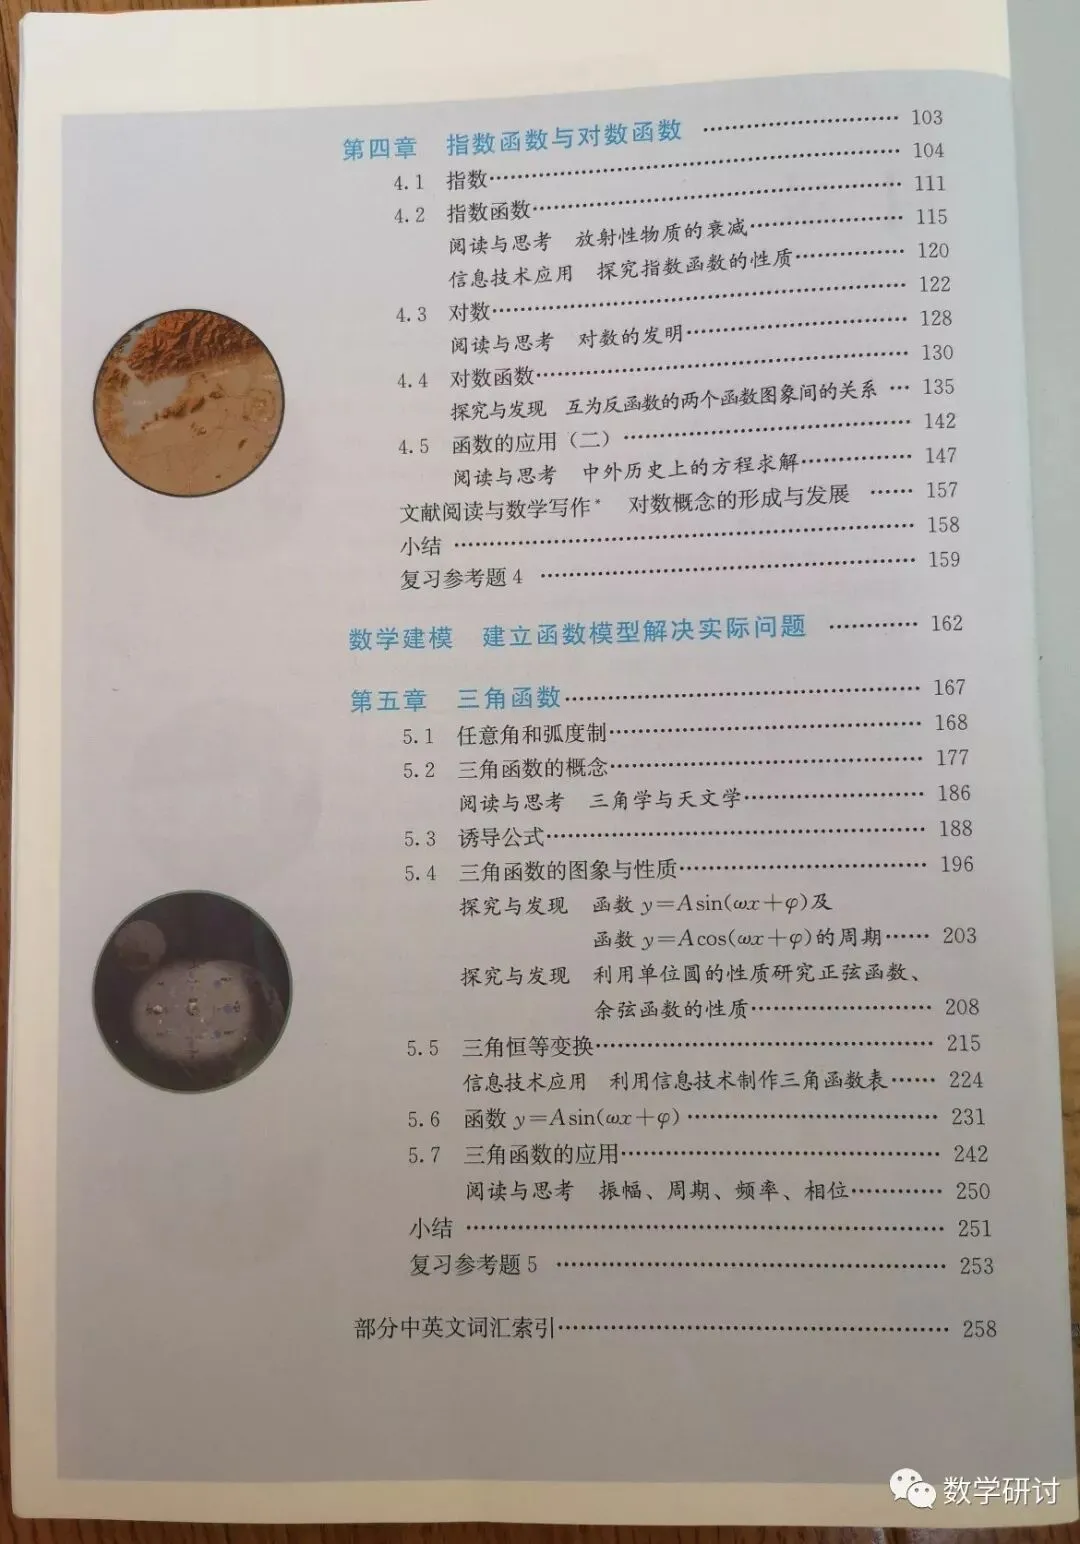 第四章 指数函数与对数函数 …… 103
4.1 指数 …… 104
4.2 指数函数 …… 111
阅读与思考 放射性物质的衰减 …… 115
信息技术应用 探究指数函数的性质 …… 120
4.3 对数 …… 122
阅读与思考 对数的发明 …… 128
4.4 对数函数 …… 130
探究与发现 互为反函数的两个函数图象间的关系 … 135
4.5 函数的应用（二） …… 142
阅读与思考 中外历史上的方程求解 …… 147
文献阅读与数学写作* 对数概念的形成与发展 …… 157
小结 …… 158
复习参考题 4 …… 159
数学建模 建立函数模型解决实际问题 …… 162
第五章 三角函数 …… 167
5.1 任意角和弧度制 …… 168
5.2 三角函数的概念 …… 177
阅读与思考 三角学与天文学 …… 186
5.3 诱导公式 …… 188
5.4 三角函数的图象与性质 …… 196
探究与发现 函数 y=Asin(ωx+φ)及
函数 y=Acos(ωx+φ)的周期 …… 203
探究与发现 利用单位圆的性质研究正弦函数、
余弦函数的性质 …… 208
5.5 三角恒等变换 …… 215
信息技术应用 利用信息技术制作三角函数表 …… 224
5.6 函数 y=Asin(ωx+φ) …… 231
5.7 三角函数的应用 …… 242
阅读与思考 振幅、周期、频率、相位 …… 250
小结 …… 251
复习参考题 5 …… 253
部分中英文词汇索引 …… 258
数学研讨